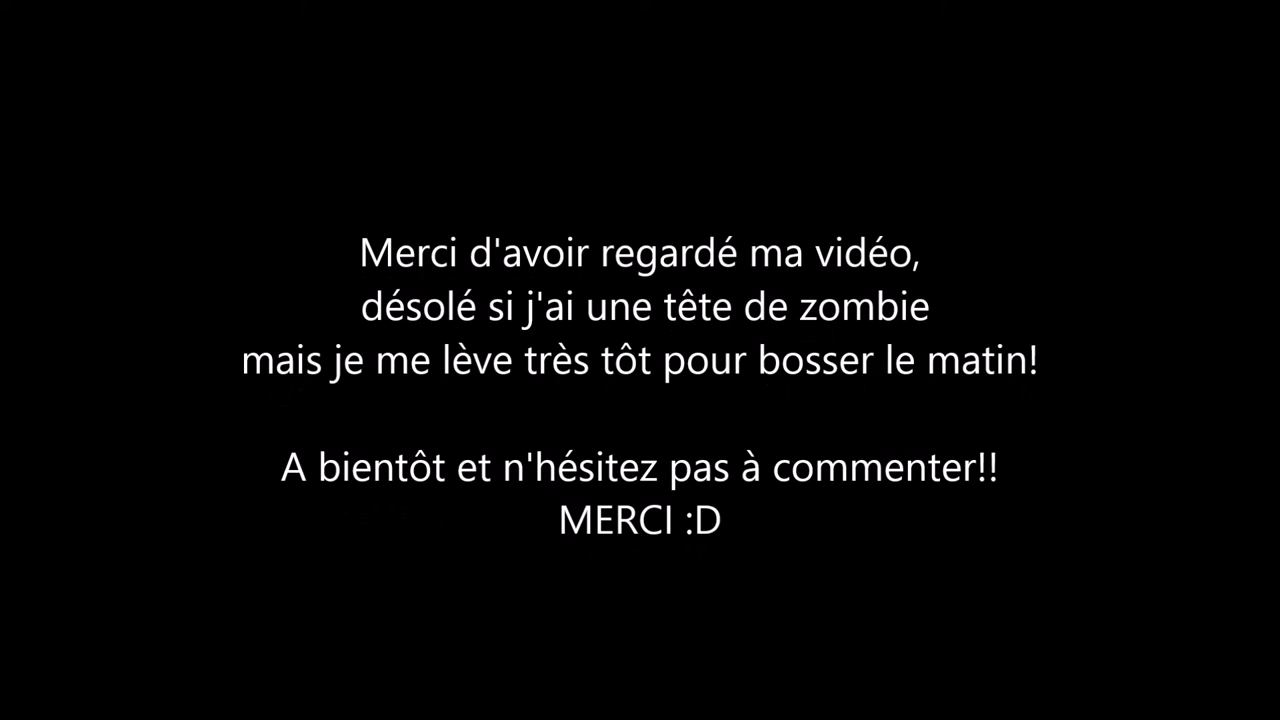 Merci d'avoir regardé ma vidéo,
désolé si j'ai une tête de zombie
mais je me lève très tôt pour bosser le matin!
A bientôt et n'hésitez pas à commenter!!
MERCI :D